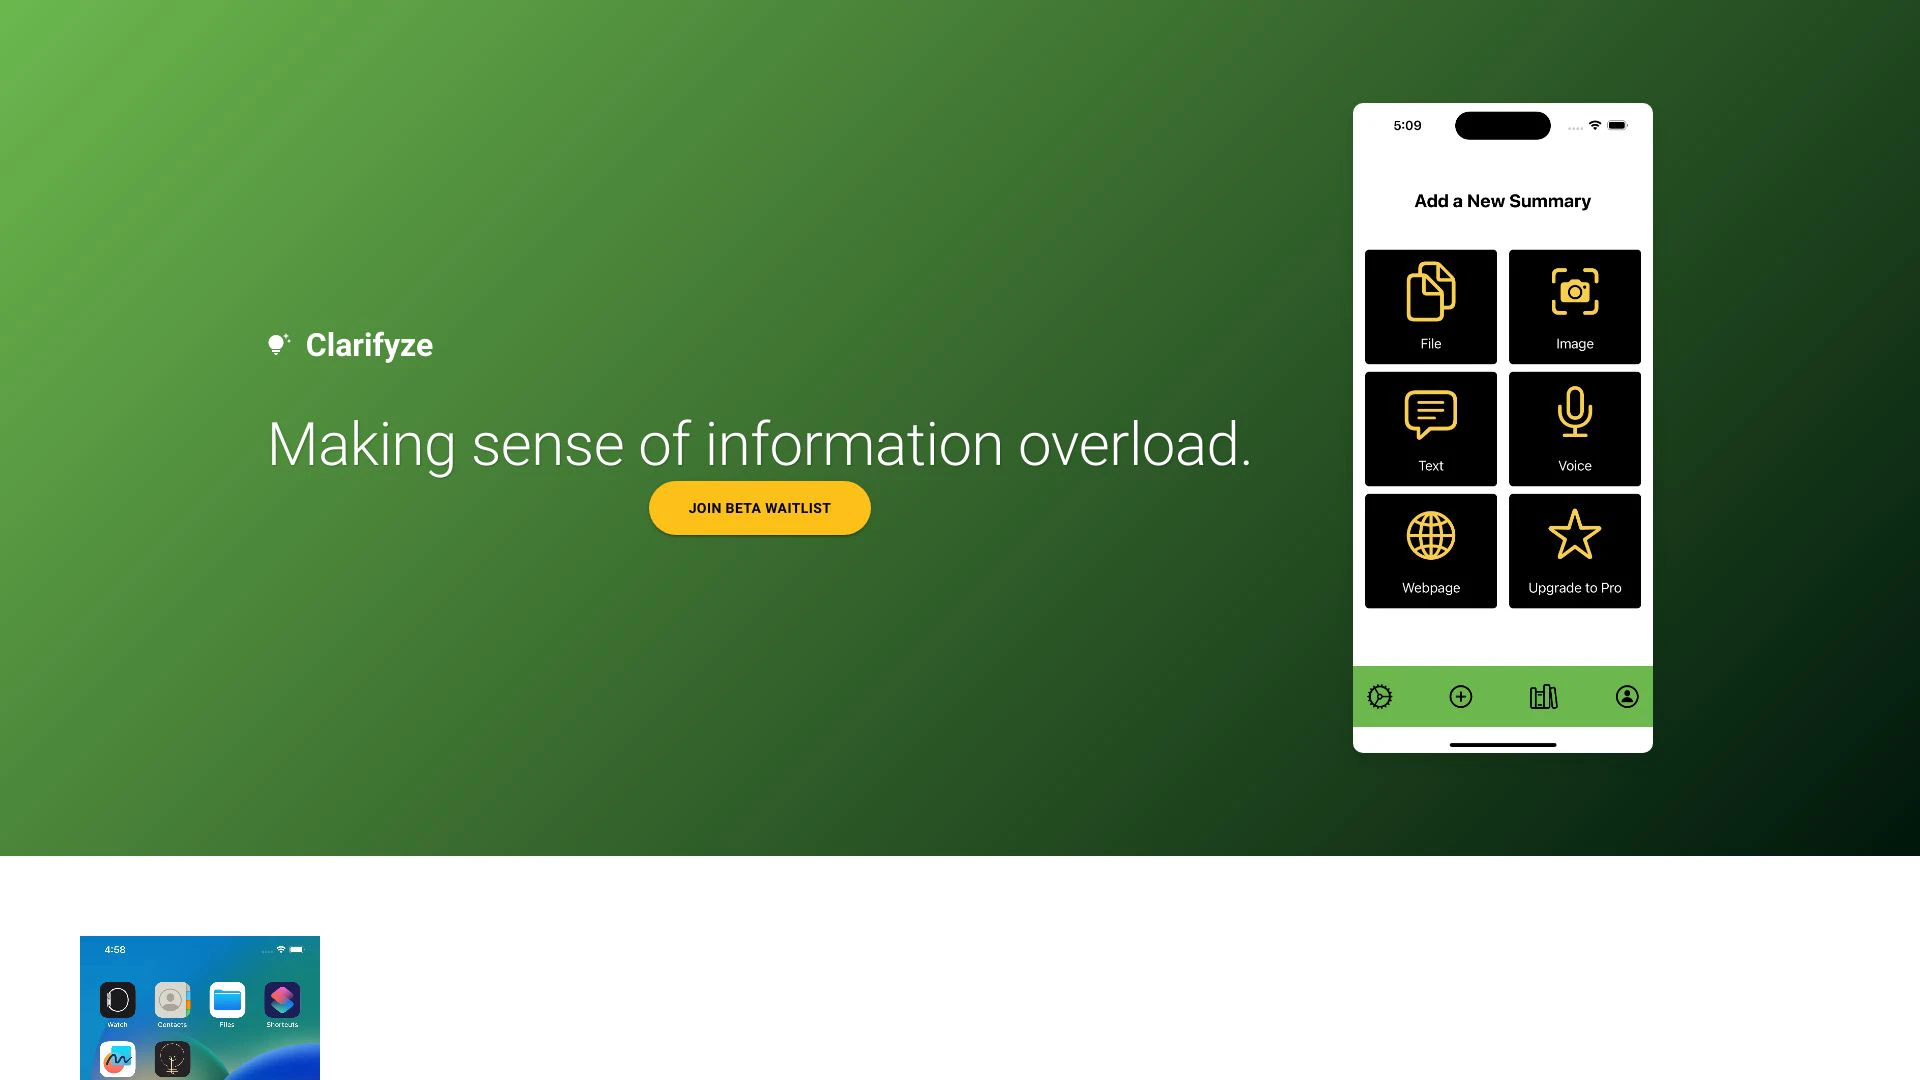 Clarifyze
Making sense of information overload.
JOIN BETA WAITLIST
5:09
Add a New Summary
File
Image
Text
Voice
Webpage
Upgrade to Pro
4:58
Watch
Contacts
Files
Shortcuts